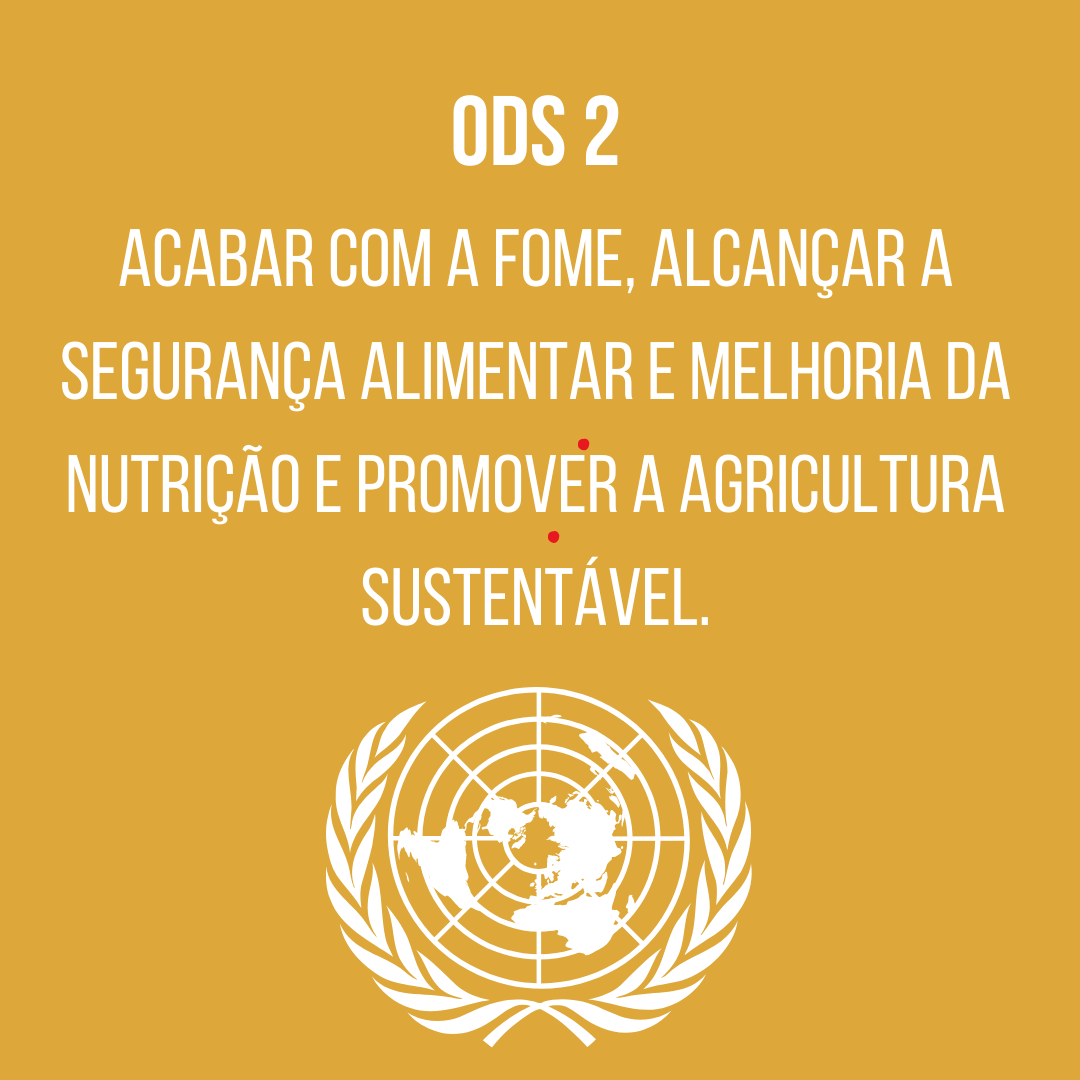 ODS 2
ACABAR COM A FOME, ALCANÇAR A
SEGURANÇA ALIMENTAR E MELHORIA DA
NUTRIÇÃO E PROMOVER A AGRICULTURA
SUSTENTÁVEL.